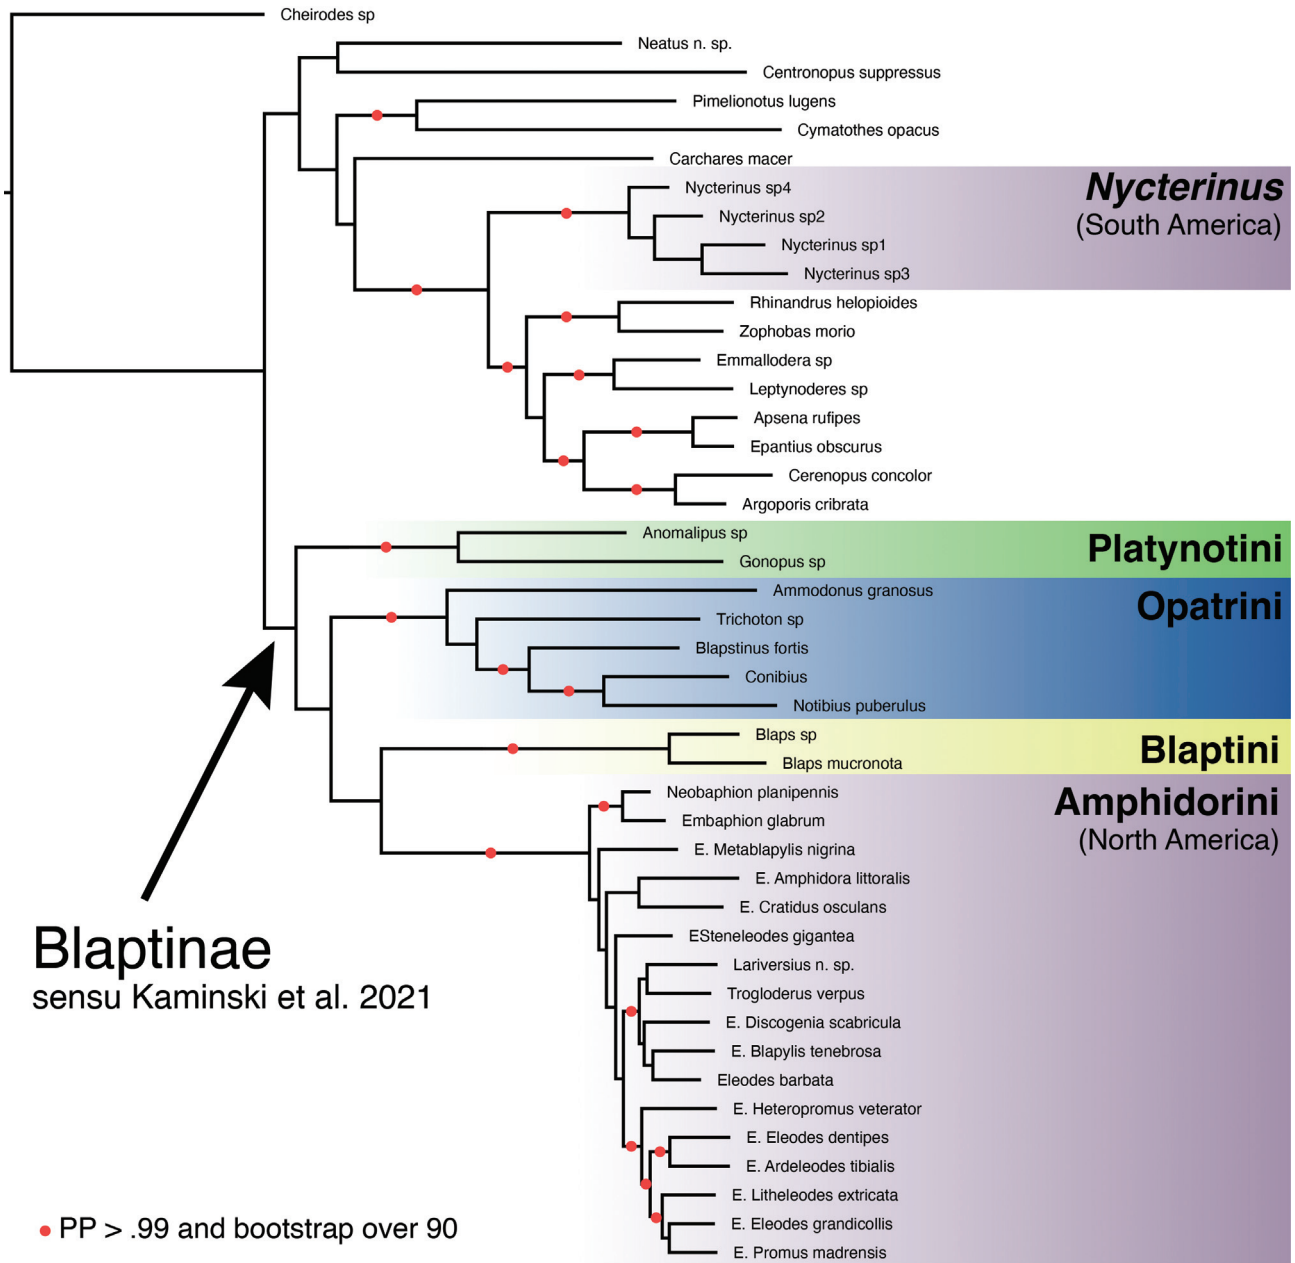 Cheirodes sp
Neatus n. sp.
Centronopus suppressus
Pimelionotus lugens
Cymatothes opacus
Carchares macer
Nycterinus sp4
Nycterinus
Nycterinus sp2
(South America)
Nycterinus sp1
Nycterinus sp3
Rhinandrus helopioides
Zophobas morio
Emmallodera sp
Leptynoderes sp
Apsena rufipes
Epantius obscurus
Cerenopus concolor
Argoporis cribrata
Anomalipus sp
Platynotini
Gonopus sp
Ammodonus granosus
Opatrini
Trichoton sp
Blapstinus fortis
Conibius
Notibius puberulus
Blaps sp
Blaptini
Blaps mucronota
Neobaphion planipennis
Amphidorini
Embaphion glabrum
(North America)
E. Metablapylis nigrina
E. Amphidora littoralis
E. Cratidus osculans
ESteneleodes gigantea
Lariversius n. sp.
Trogloderus verpus
E. Discogenia scabricula
E. Blapylis tenebrosa
Eleodes barbata
E. Heteropromus veterator
E. Eleodes dentipes
E. Ardeleodes tibialis
E. Litheleodes extricata
E. Eleodes grandicollis
E. Promus madrensis
Blaptinae
sensu Kaminski et al. 2021
PP > .99 and bootstrap over 90